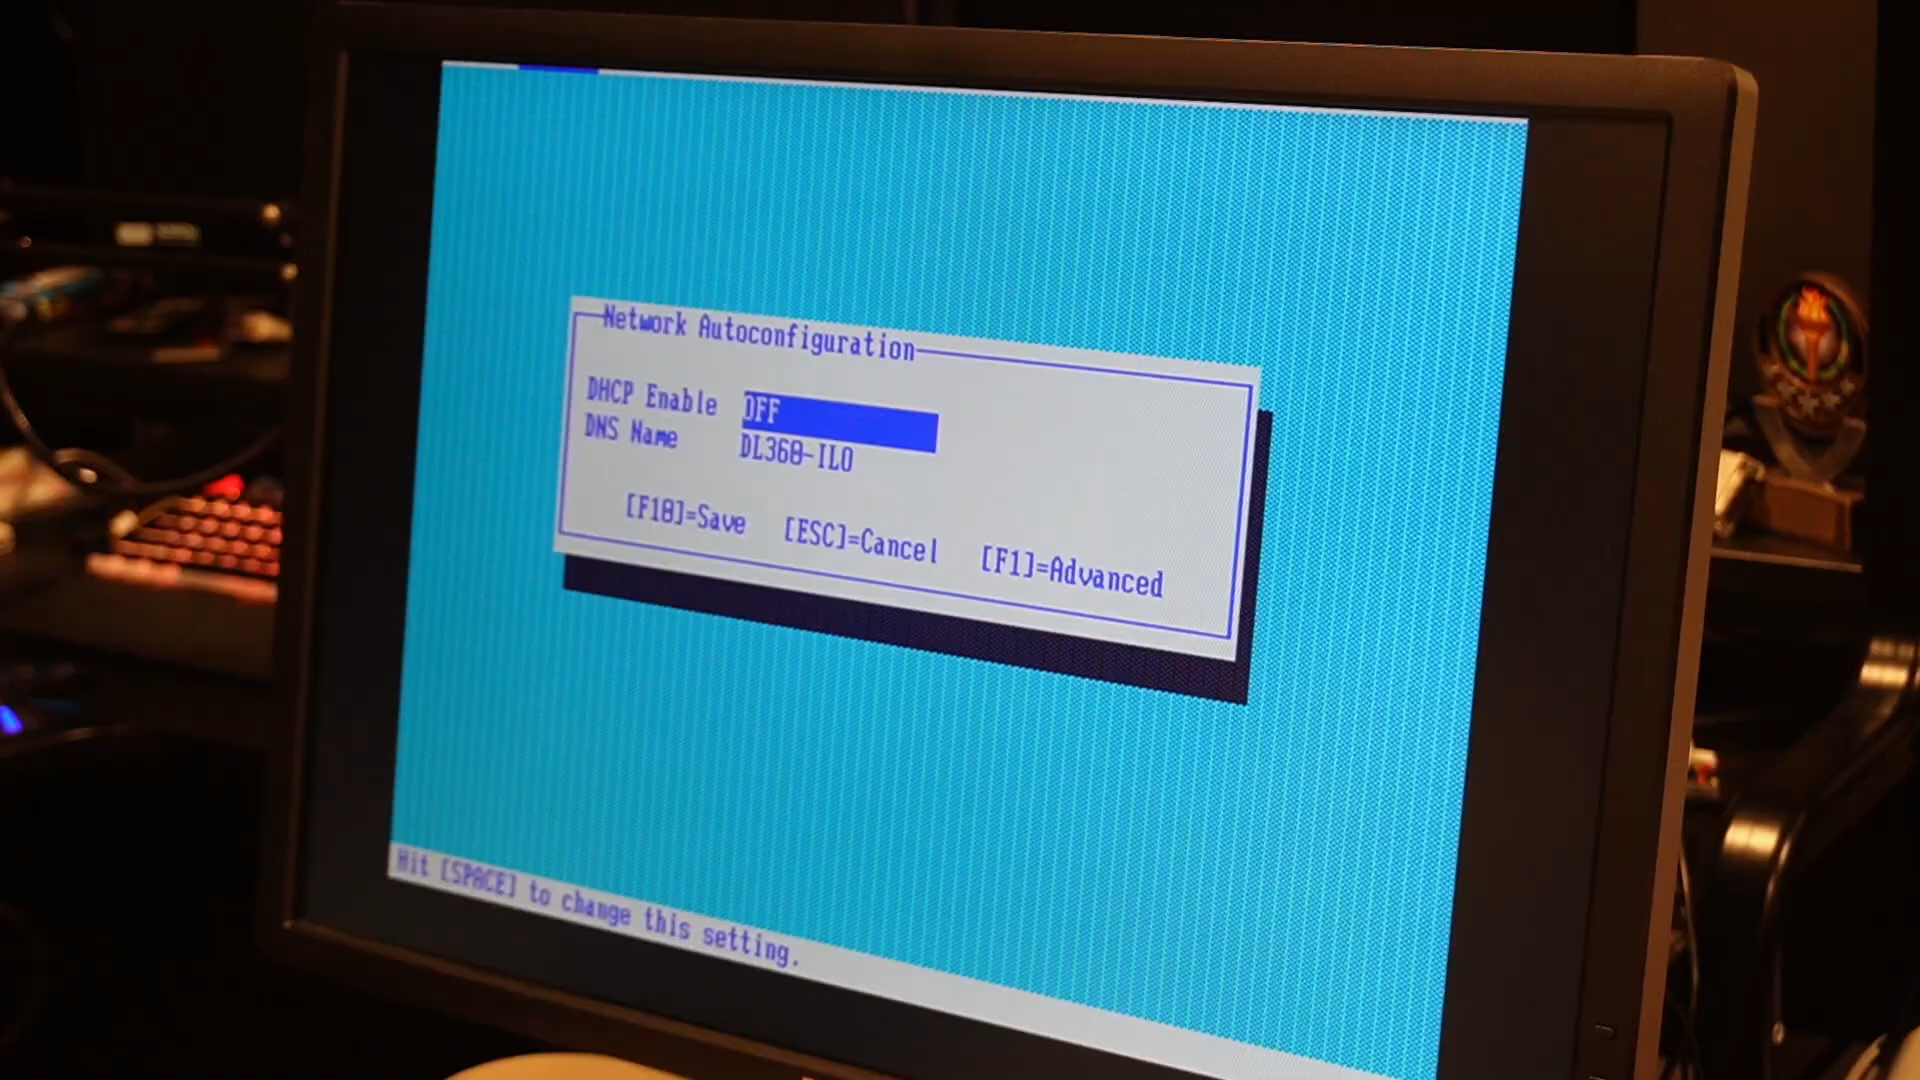 Network Autoconfiguration
DHCP Enable OFF
DNS Name DL360-ILO
[F10]=Save [ESC]=Cancel [F1]=Advanced
Hit [SPACE] to change this setting.